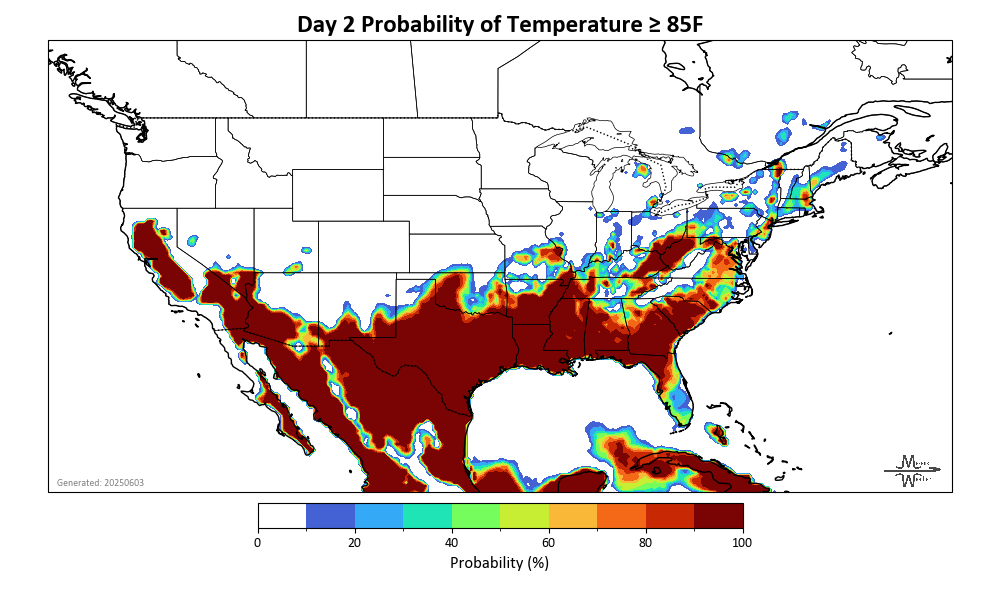 Day 2 Probability of Temperature ≥ 85F
Generated: 20250603
0 20 40 60 80 100
Probability (%)